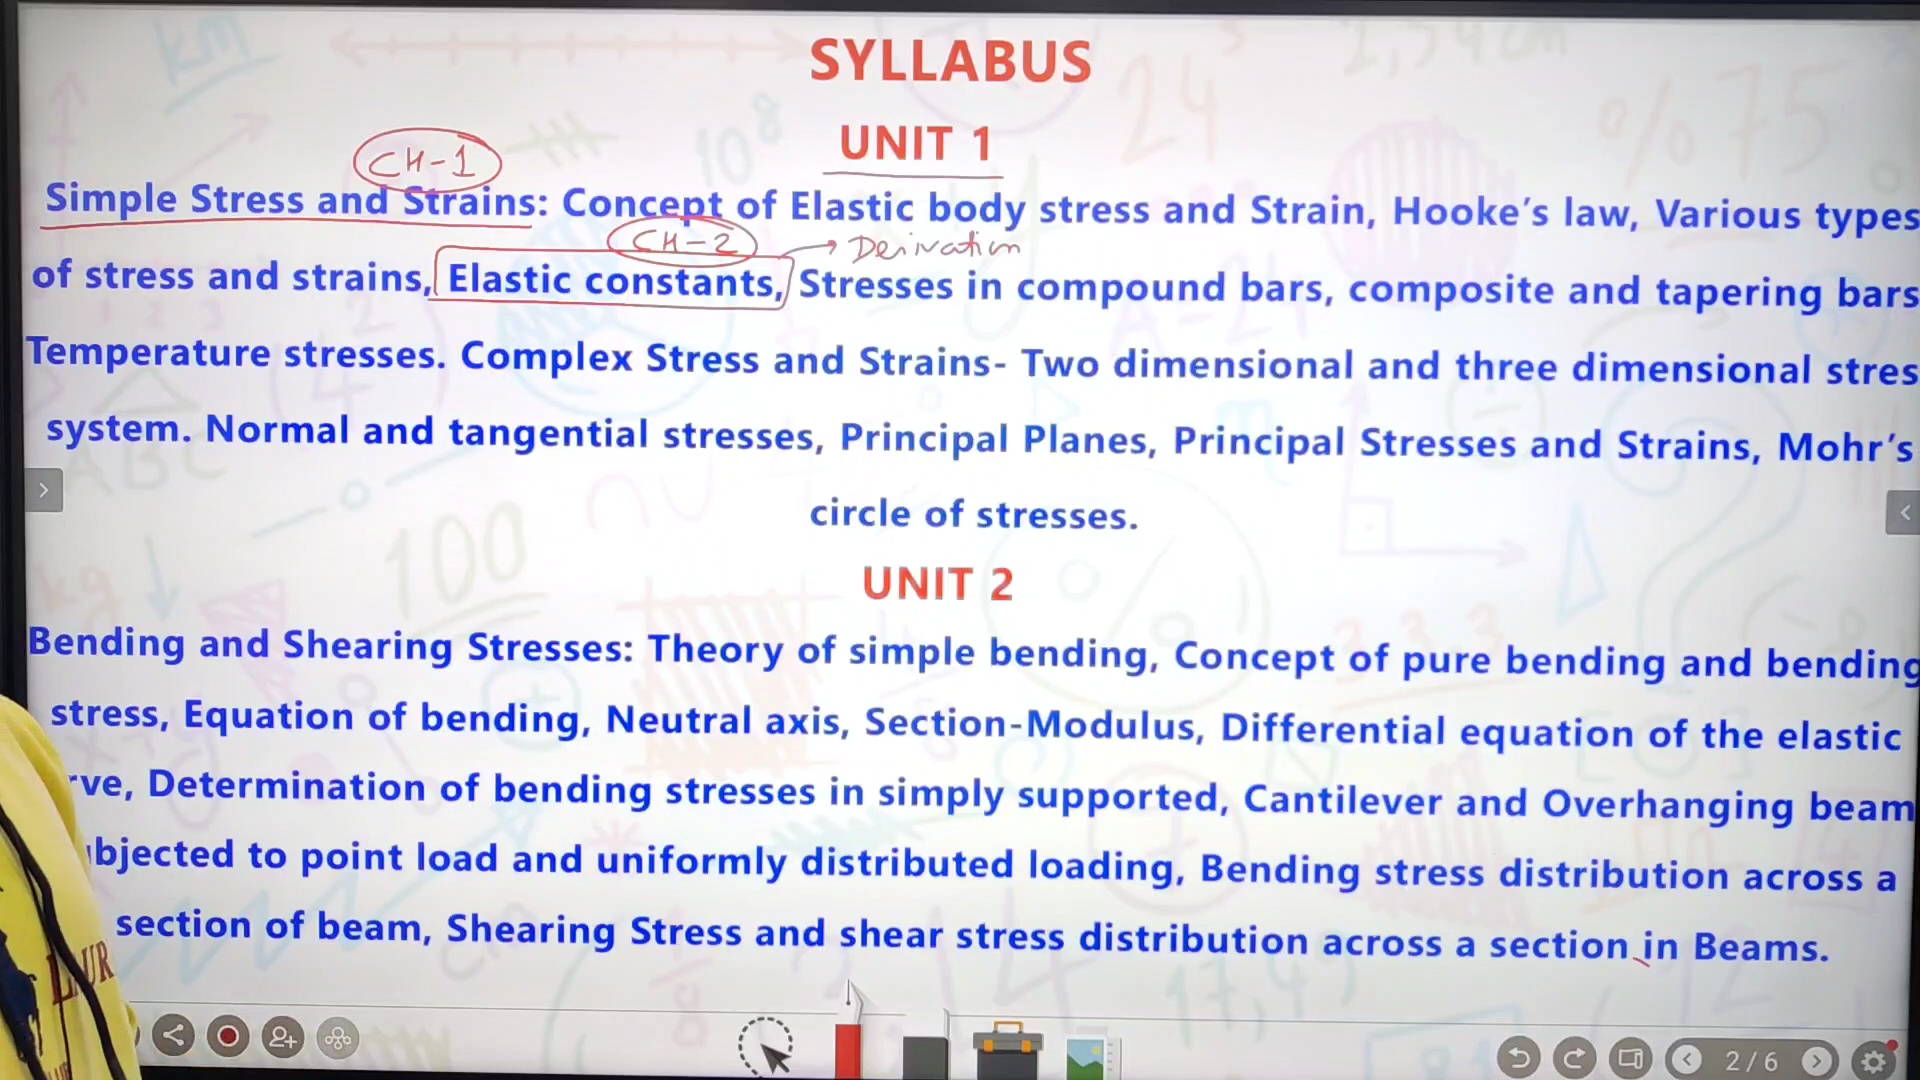 SYLLABUS
UNIT 1
CH-1
Simple Stress and Strains: Concept of Elastic body stress and Strain, Hooke's law, Various types
CH-2 → Derivation
of stress and strains, Elastic constants, Stresses in compound bars, composite and tapering bars
Temperature stresses. Complex Stress and Strains- Two dimensional and three dimensional stres
system. Normal and tangential stresses, Principal Planes, Principal Stresses and Strains, Mohr's
circle of stresses.
UNIT 2
Bending and Shearing Stresses: Theory of simple bending, Concept of pure bending and bending
stress, Equation of bending, Neutral axis, Section-Modulus, Differential equation of the elastic
rve, Determination of bending stresses in simply supported, Cantilever and Overhanging beam
bjected to point load and uniformly distributed loading, Bending stress distribution across a
section of beam, Shearing Stress and shear stress distribution across a section in Beams.
2/6